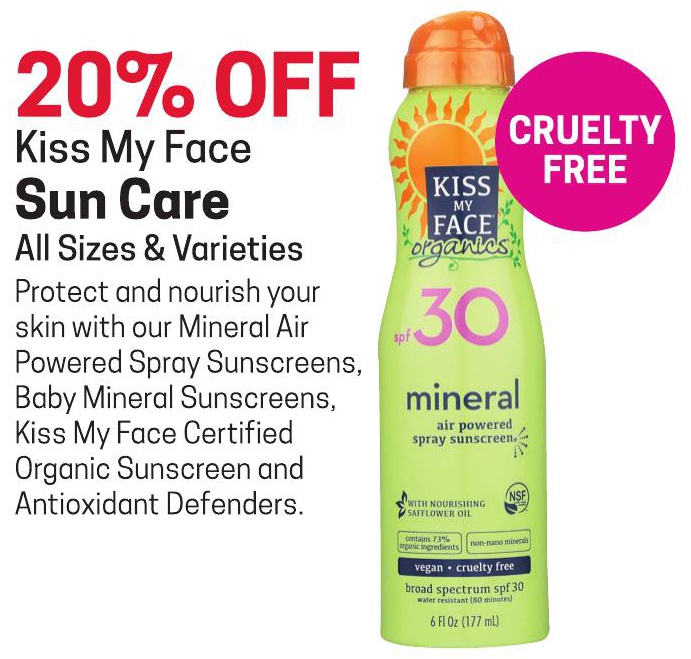 20% OFF
Kiss My Face
Sun Care
All Sizes & Varieties
Protect and nourish your
skin with our Mineral Air
Powered Spray Sunscreens,
Baby Mineral Sunscreens,
Kiss My Face Certified
Organic Sunscreen and
Antioxidant Defenders.
CRUELTY
FREE
KISS
MY
FACE
organics
spf 30
mineral
air powered
spray sunscreen
WITH NOURISHING
SAFFLOWER OIL
NSF
contains 73%
organic ingredients
non-nano minerals
vegan • cruelty free
broad spectrum spf 30
water resistant (80 minutes)
6 Fl Oz (177 mL)